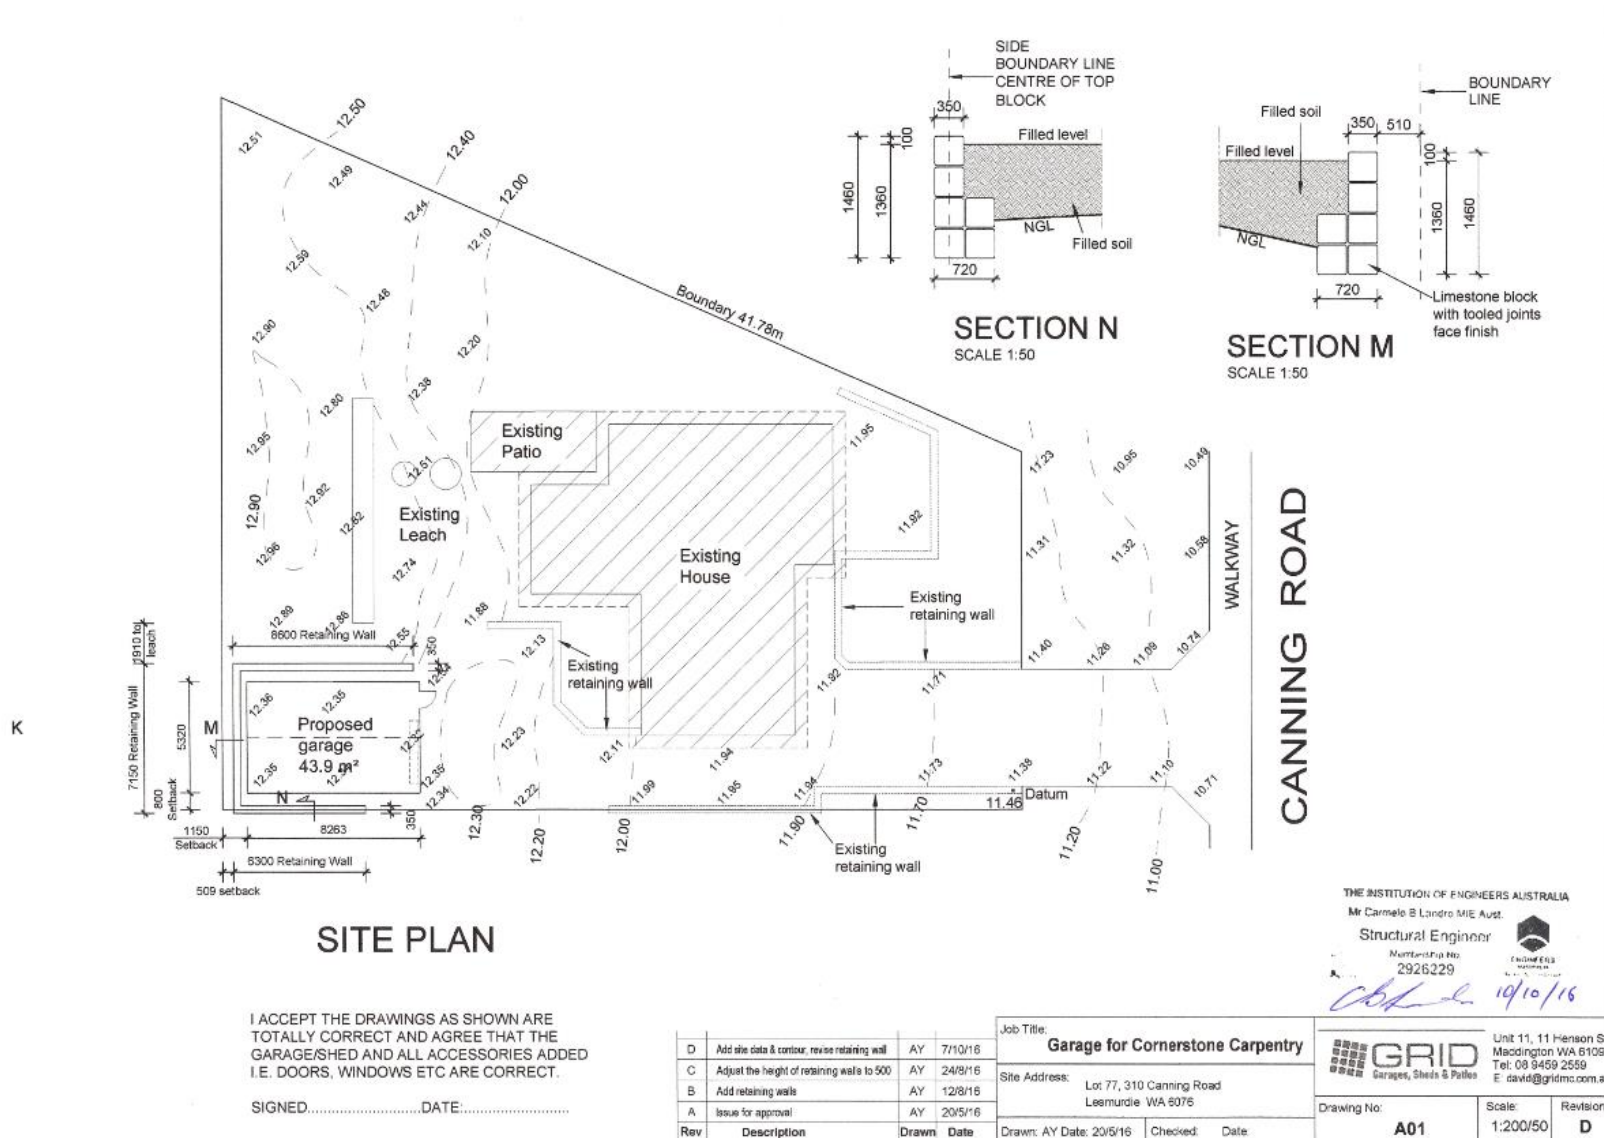 SIDE
BOUNDARY LINE
CENTRE OF TOP
BLOCK
350
100
Filled level
1460
1360
NGL
Filled soil
720
SECTION N
SCALE 1:50
BOUNDARY
LINE
Filled soil
350
510
Filled level
100
1360
1460
NGL
720
Limestone block
with tooled joints
face finish
SECTION M
SCALE 1:50
12.51
12.50
12.49
12.40
12.44
12.00
12.10
12.59
12.48
12.90
12.20
12.38
12.80
12.95
12.51
12.92
12.90
12.82
12.96
12.74
12.89
12.86
12.55
11.88
12.13
Boundary 41.78m
Existing
Patio
Existing
Leach
Existing
House
11.95
11.92
11.23
10.95
10.49
11.31
11.32
10.58
11.40
11.26
11.09
10.74
WALKWAY
CANNING ROAD
Existing
retaining wall
Existing
retaining wall
11.92
11.71
1910 to
leach
8600 Retaining Wall
350
7150 Retaining Wall
5320
800
Setback
K
M
12.36
12.35
Proposed
garage
43.9 m²
12.35
N
12.35
12.34
12.23
12.22
12.11
11.94
11.99
11.95
11.94
11.73
11.38
11.22
11.10
10.71
Datum
11.46
11.70
12.30
12.20
12.00
11.90
11.20
11.00
Existing
retaining wall
1150
Setback
8263
350
6300 Retaining Wall
509 setback
SITE PLAN
I ACCEPT THE DRAWINGS AS SHOWN ARE
TOTALLY CORRECT AND AGREE THAT THE
GARAGE/SHED AND ALL ACCESSORIES ADDED
I.E. DOORS, WINDOWS ETC ARE CORRECT.
SIGNED............................DATE:..........................
THE INSTITUTION OF ENGINEERS AUSTRALIA
Mr Carmelo B Landro MIE Aust.
Structural Engineer
Membership No.
2926229
ENGINEERS
10/10/16
D Add site data & contour, revise retaining wall AY 7/10/16
C Adjust the height of retaining walls to 500 AY 24/8/16
B Add retaining walls AY 12/8/16
A Issue for approval AY 20/5/16
Rev Description Drawn Date
Job Title:
Garage for Cornerstone Carpentry
Site Address:
Lot 77, 310 Canning Road
Lesmurdie WA 6076
Drawn: AY Date: 20/5/16 Checked: Date:
GRID
Garages, Sheds & Patios
Unit 11, 11 Henson S
Maddington WA 6109
Tel: 08 9459 2559
E: david@gridmc.com.a
Drawing No:
A01
Scale:
1:200/50
Revision
D